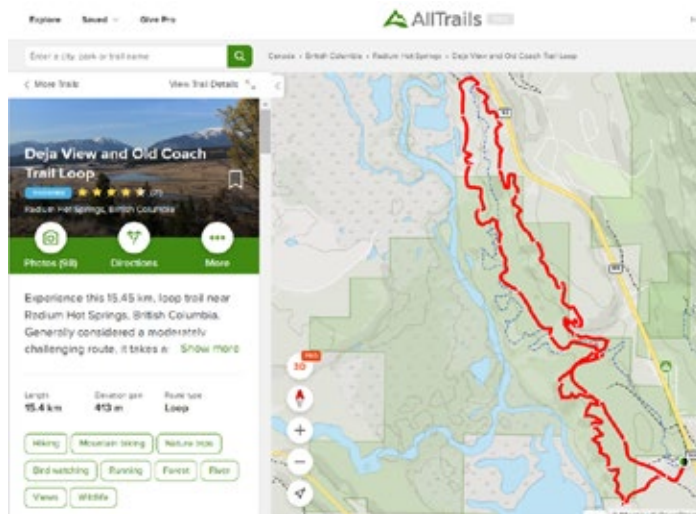 Explore Saved Give Pro
AllTrails
Enter a city, park or trail name
Canada › British Columbia › Radium Hot Springs › Deja View and Old Coach Trail Loop
< More Trails View Trail Details
Deja View and Old Coach
Trail Loop
Radium Hot Springs, British Columbia
Photos (98) Directions More
Experience this 15.45 km, loop trail near
Radium Hot Springs, British Columbia.
Generally considered a moderately
challenging route, it takes a Show more
Length Elevation gain Route type
15.4 km 413 m Loop
Hiking Mountain biking Nature trips
Bird watching Running Forest River
Views Wildlife
3D
PRO